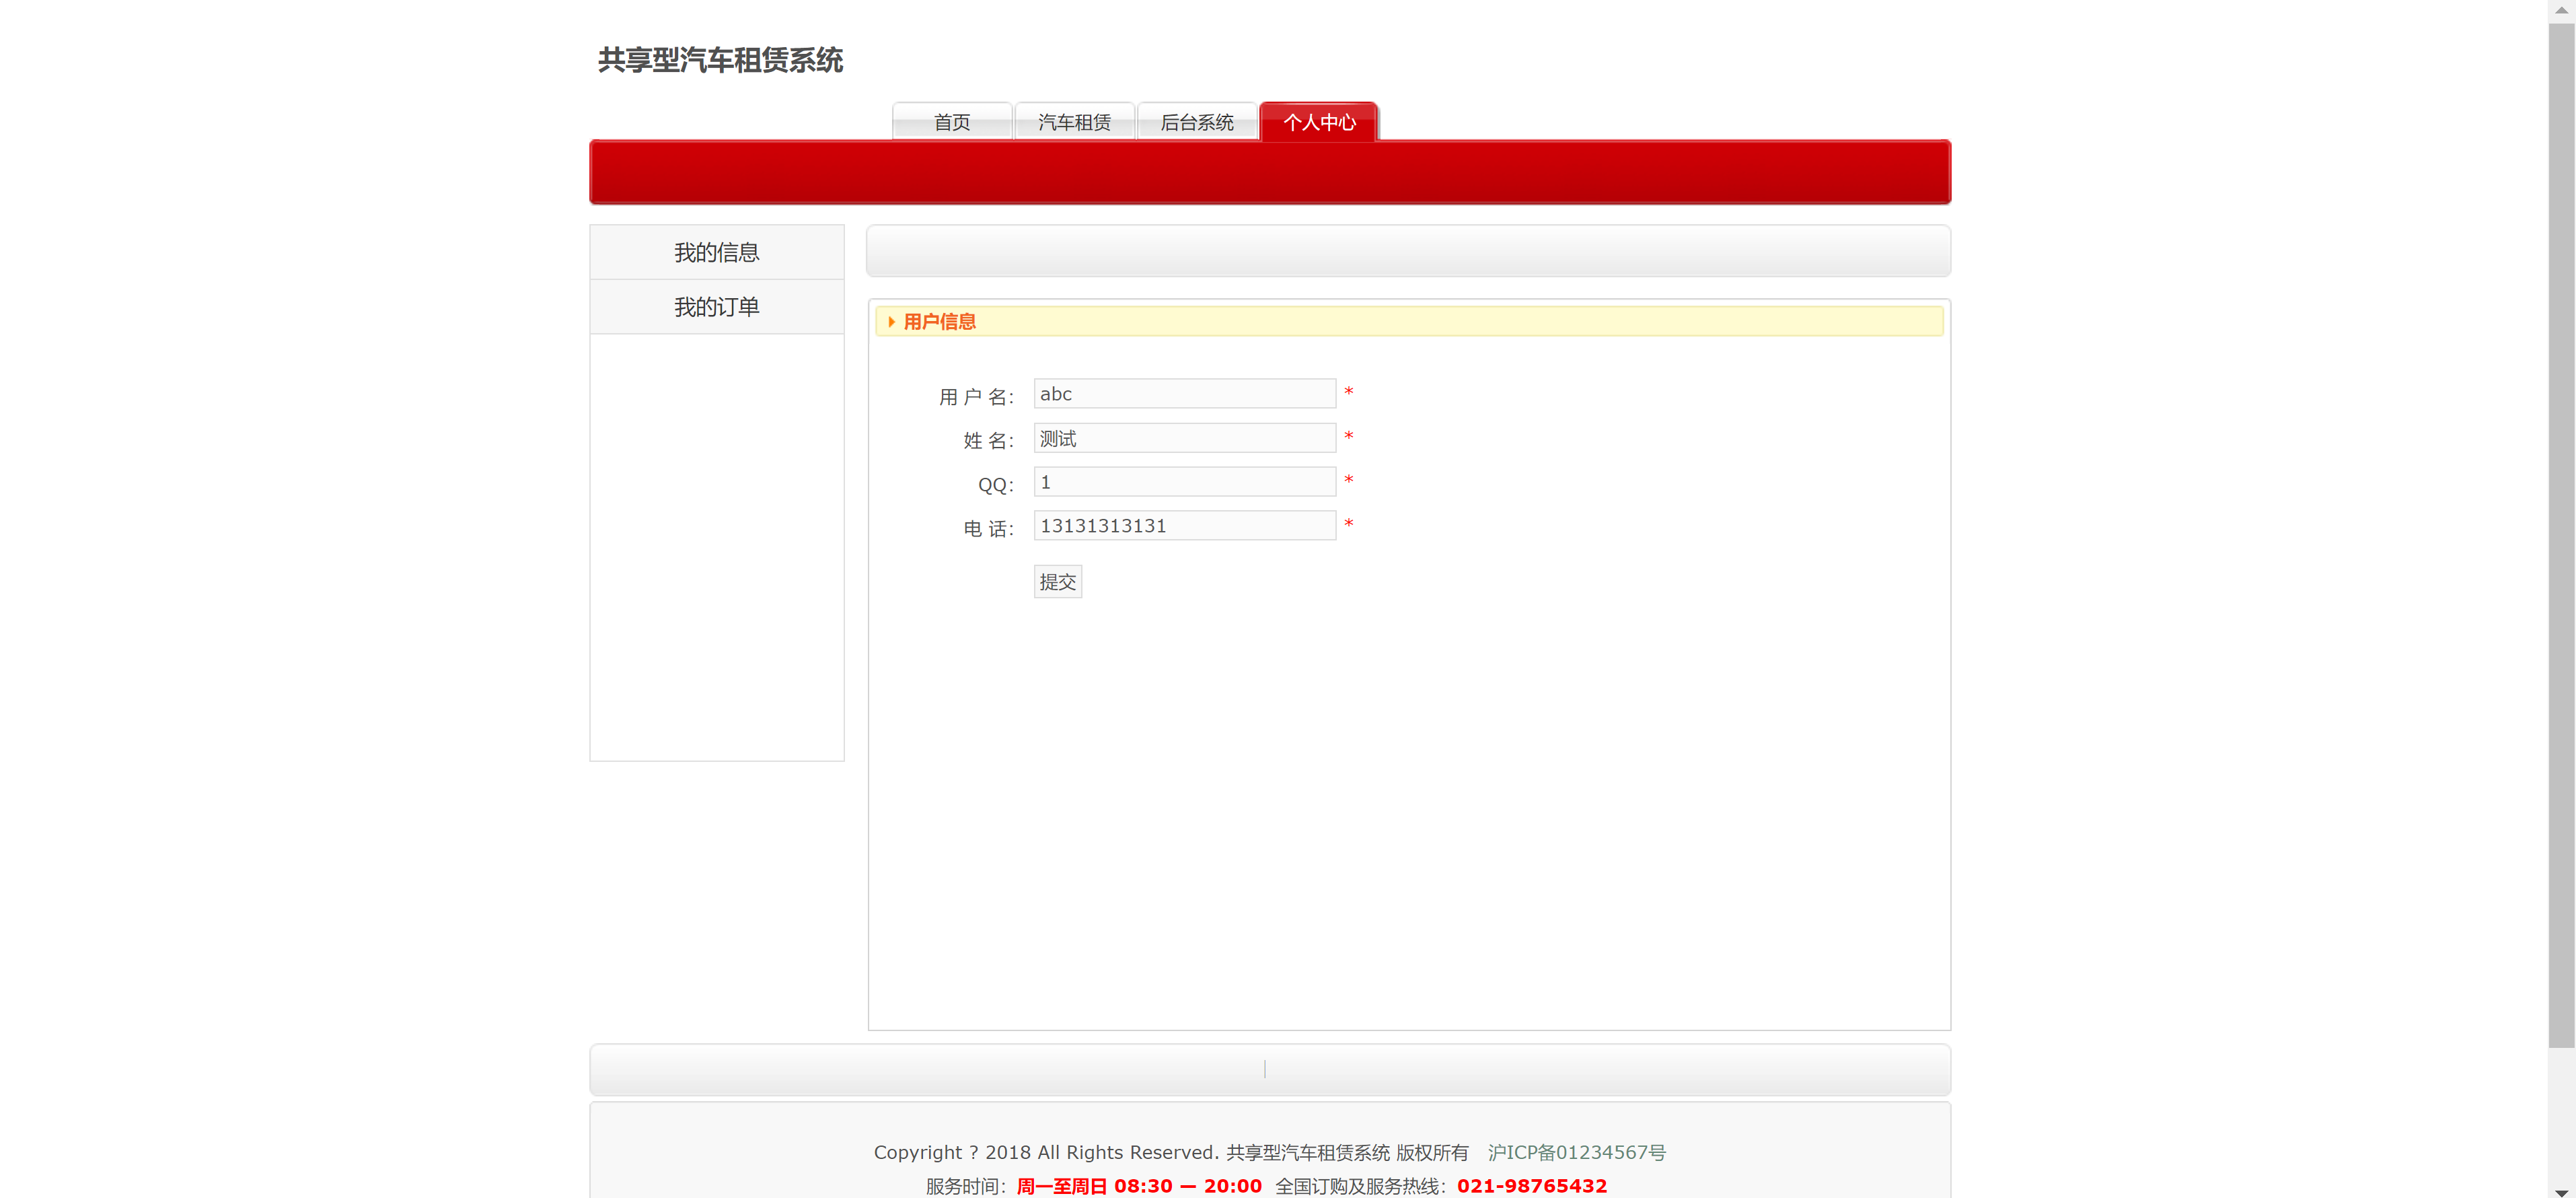 共享型汽车租赁系统
首页 汽车租赁 后台系统 个人中心
我的信息
我的订单
用户信息
用 户 名： abc *
姓 名： 测试 *
QQ： 1 *
电 话： 13131313131 *
提交
|
Copyright ? 2018 All Rights Reserved. 共享型汽车租赁系统 版权所有 沪ICP备01234567号
服务时间：周一至周日 08:30 — 20:00 全国订购及服务热线：021-98765432